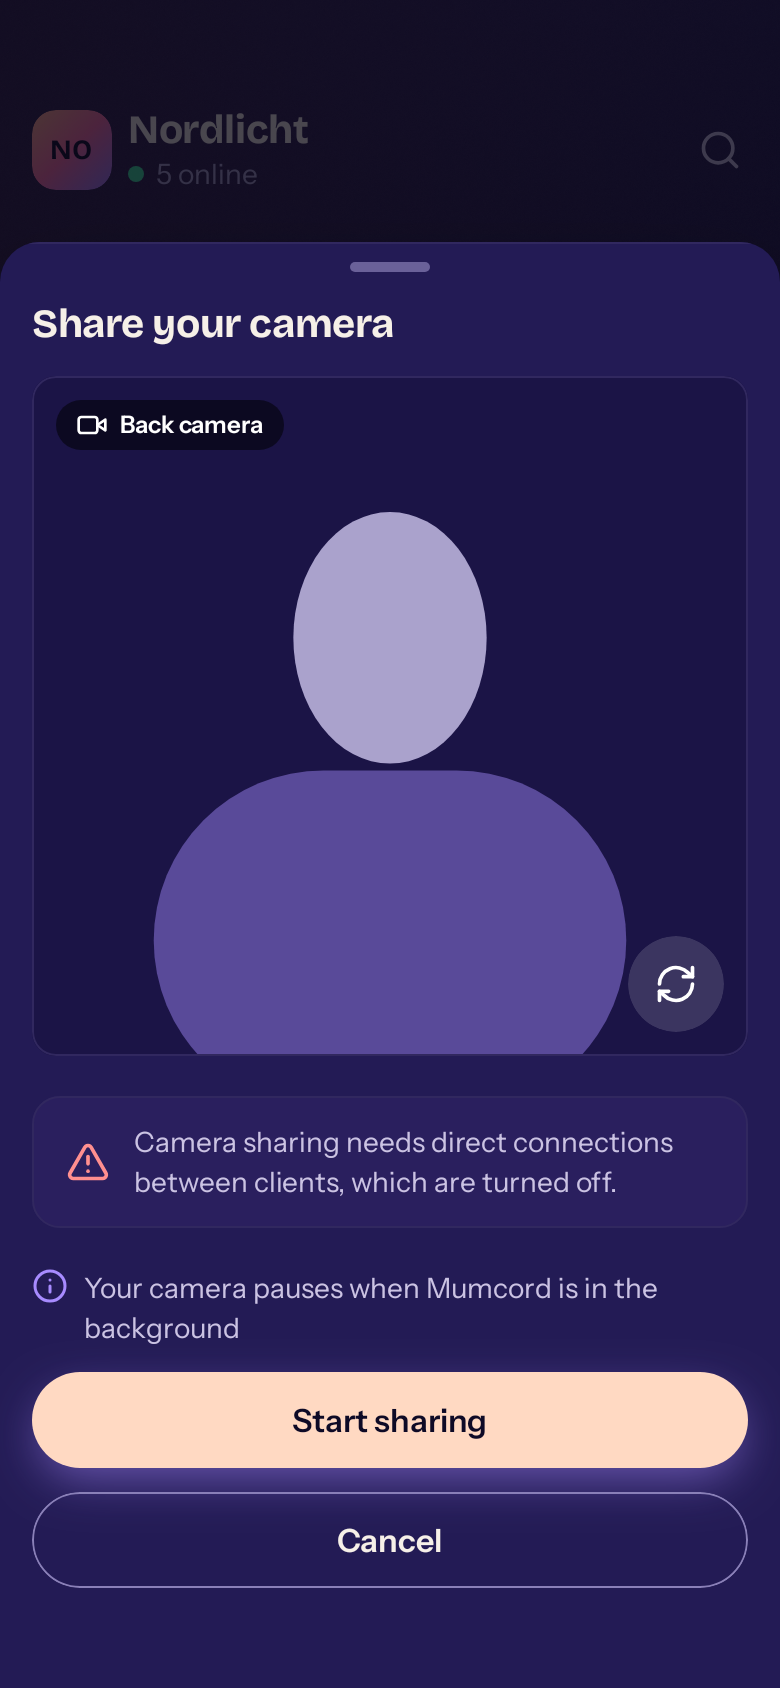 NO
Nordlicht
5 online
Share your camera
Back camera
Camera sharing needs direct connections
between clients, which are turned off.
Your camera pauses when Mumcord is in the
background
Start sharing
Cancel